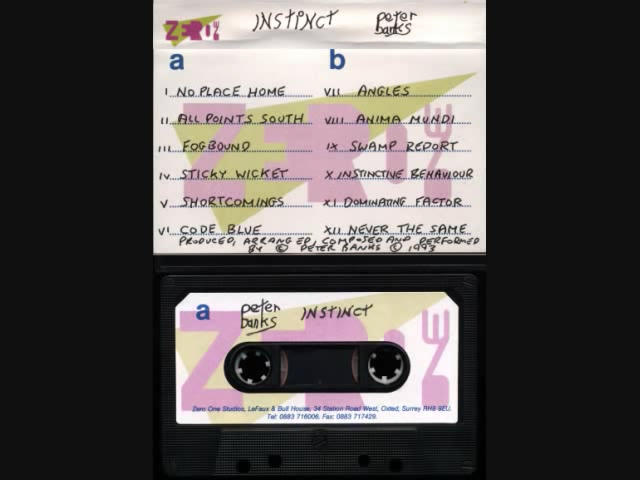 INSTINCT Peter Banks
a b
I NO PLACE HOME VII ANGLES
II ALL POINTS SOUTH VIII ANIMA MUNDI
III FOGBOUND IX SWAMP REPORT
IV STICKY WICKET X INSTINCTIVE BEHAVIOUR
V SHORTCOMINGS XI DOMINATING FACTOR
VI CODE BLUE XII NEVER THE SAME
PRODUCED, ARRANGED, COMPOSED AND PERFORMED
BY © PETER BANKS © 1993
a Peter Banks INSTINCT
Zero One Studios, LeFaux & Bull House, 34 Station Road West, Oxted, Surrey RH8 9EU.
Tel: 0883 716006. Fax: 0883 717429.